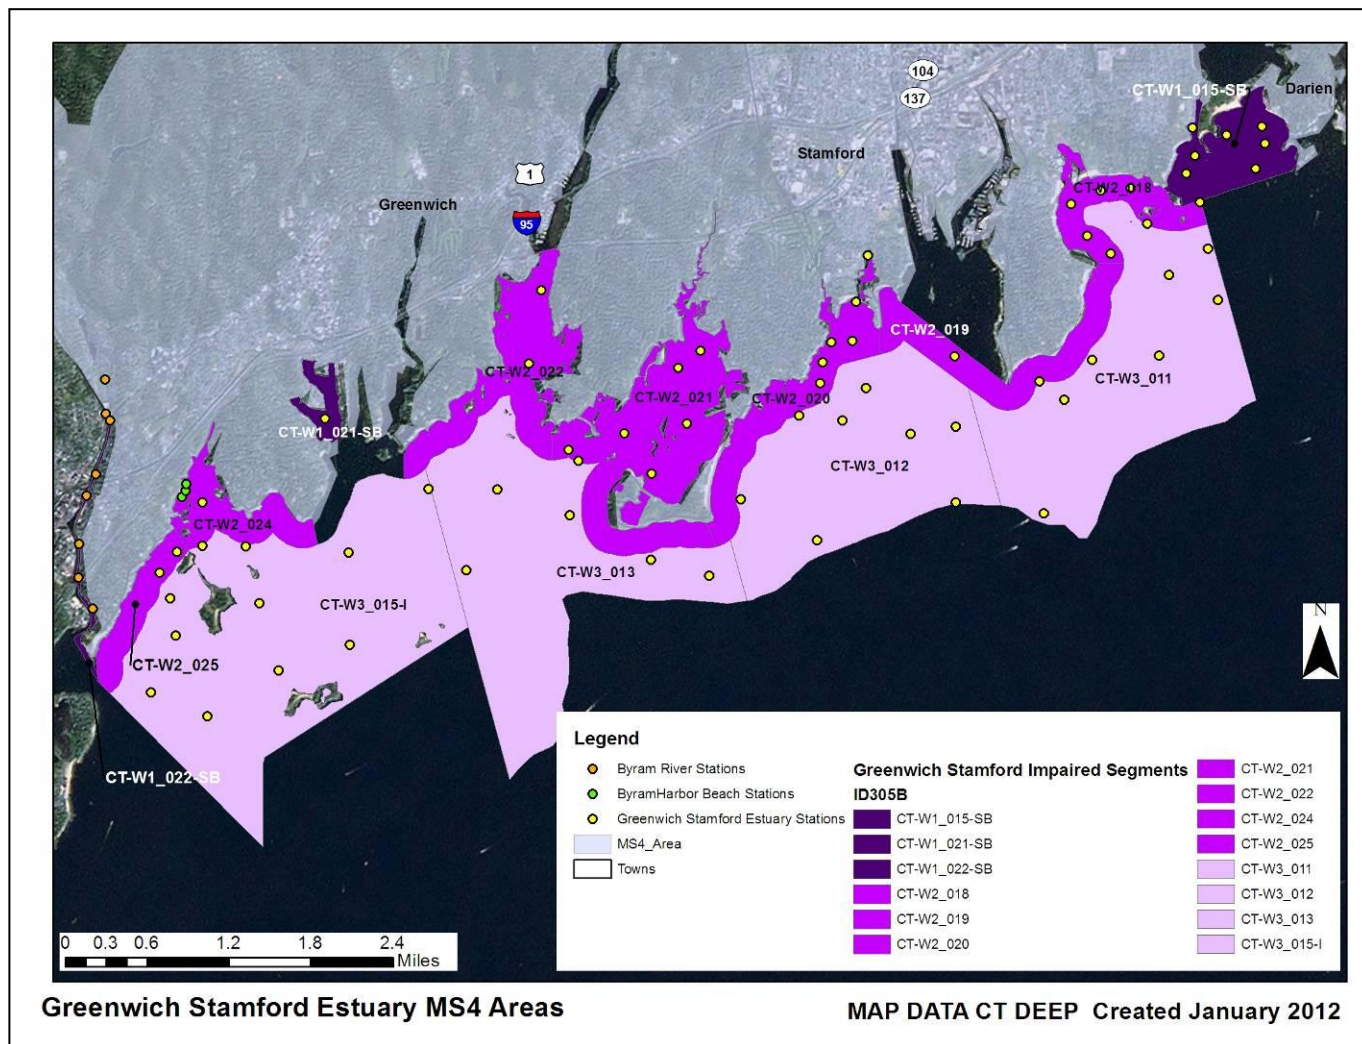 104
137
CT-W1_015-SB
Darien
Stamford
1
95
Greenwich
CT-W2_018
CT-W2_019
CT-W2_022
CT-W2_021
CT-W2_020
CT-W3_011
CT-W1_021-SB
CT-W3_012
CT-W2_024
CT-W3_013
CT-W3_015-I
CT-W2_025
CT-W1_022-SB
N
Legend
Byram River Stations
ByramHarbor Beach Stations
Greenwich Stamford Estuary Stations
MS4_Area
Towns
Greenwich Stamford Impaired Segments
ID305B
CT-W1_015-SB
CT-W1_021-SB
CT-W1_022-SB
CT-W2_018
CT-W2_019
CT-W2_020
CT-W2_021
CT-W2_022
CT-W2_024
CT-W2_025
CT-W3_011
CT-W3_012
CT-W3_013
CT-W3_015-I
0 0.3 0.6 1.2 1.8 2.4
Miles
Greenwich Stamford Estuary MS4 Areas
MAP DATA CT DEEP Created January 2012